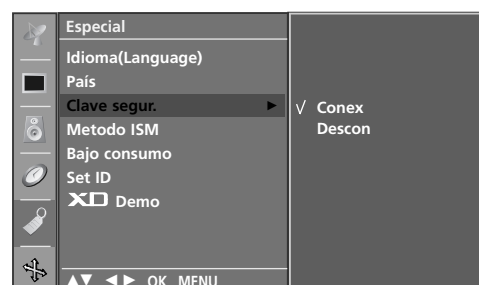 Especial
Idioma(Language)
País
Clave segur. ►
√ Conex
Metodo ISM
Descon
Bajo consumo
Set ID
XD Demo
▲▼ ◄► OK MENU